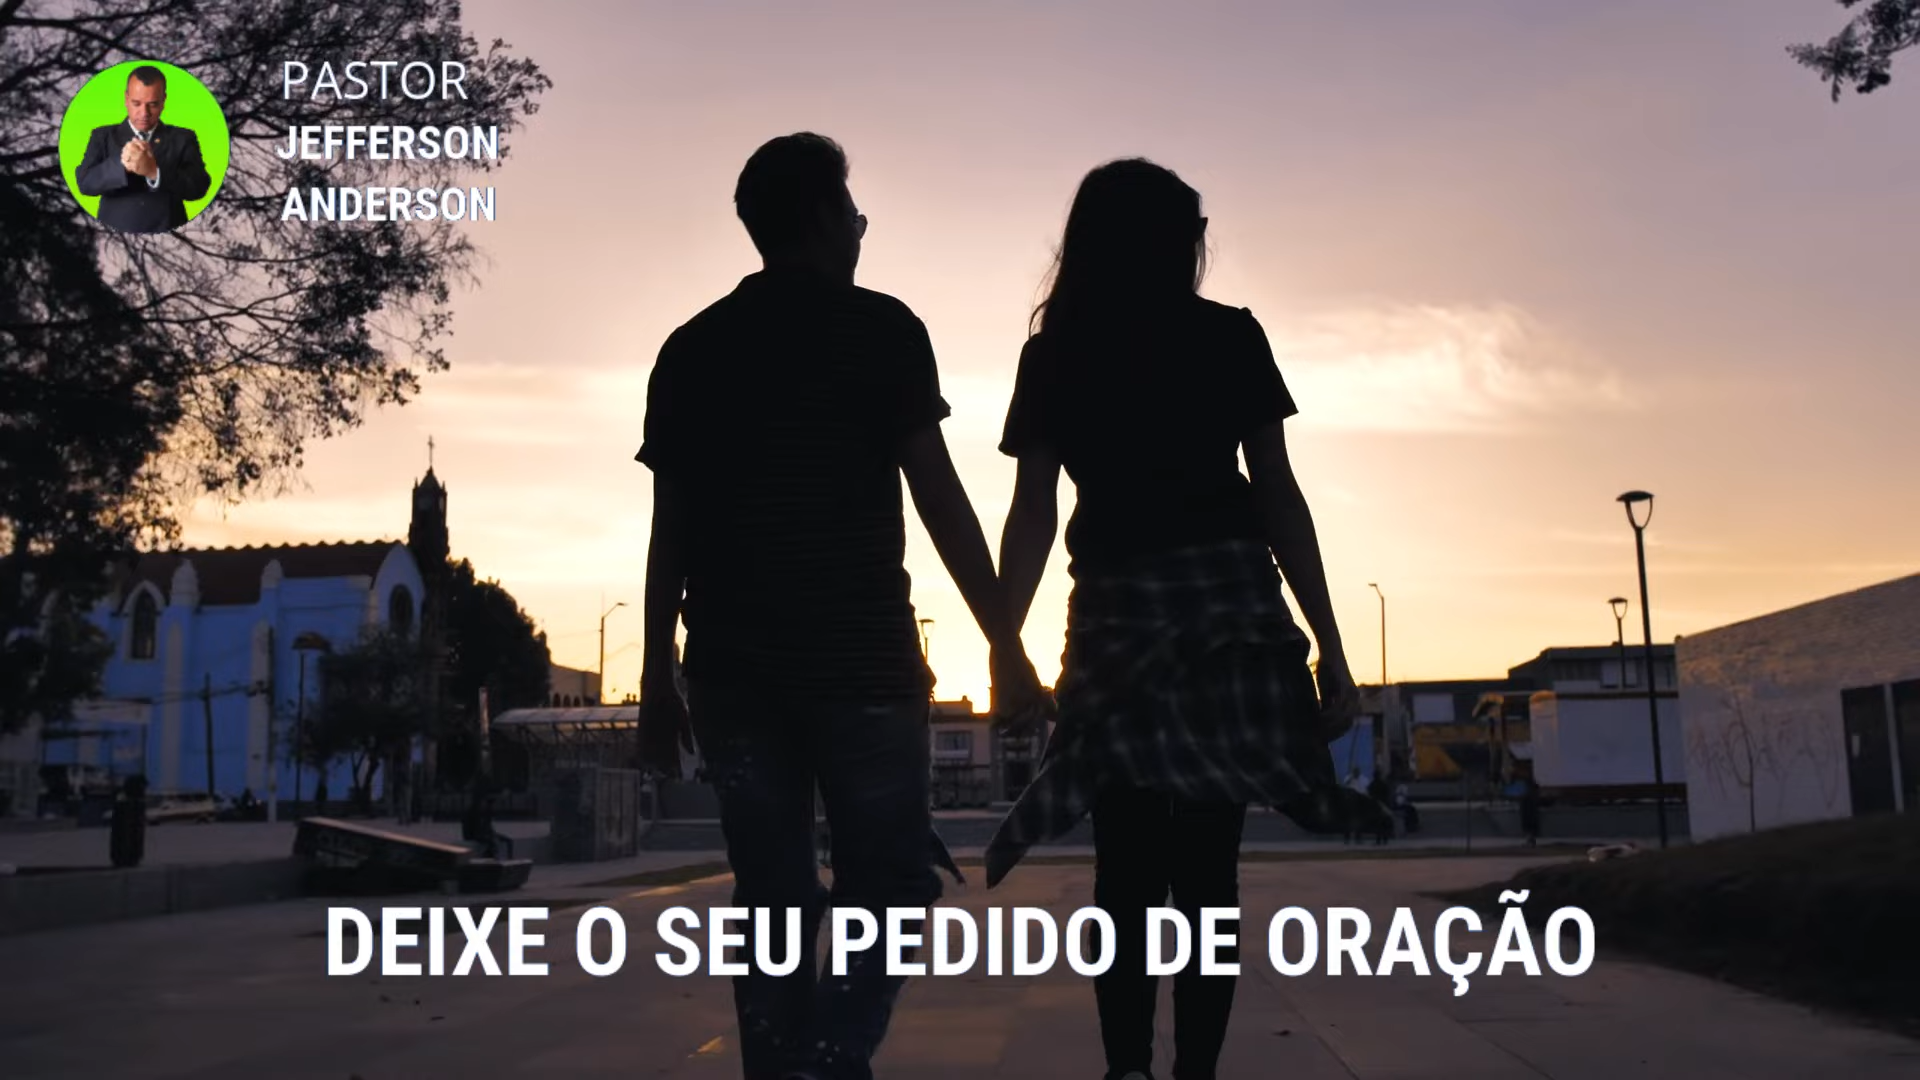 PASTOR
JEFFERSON
ANDERSON
DEIXE O SEU PEDIDO DE ORAÇÃO